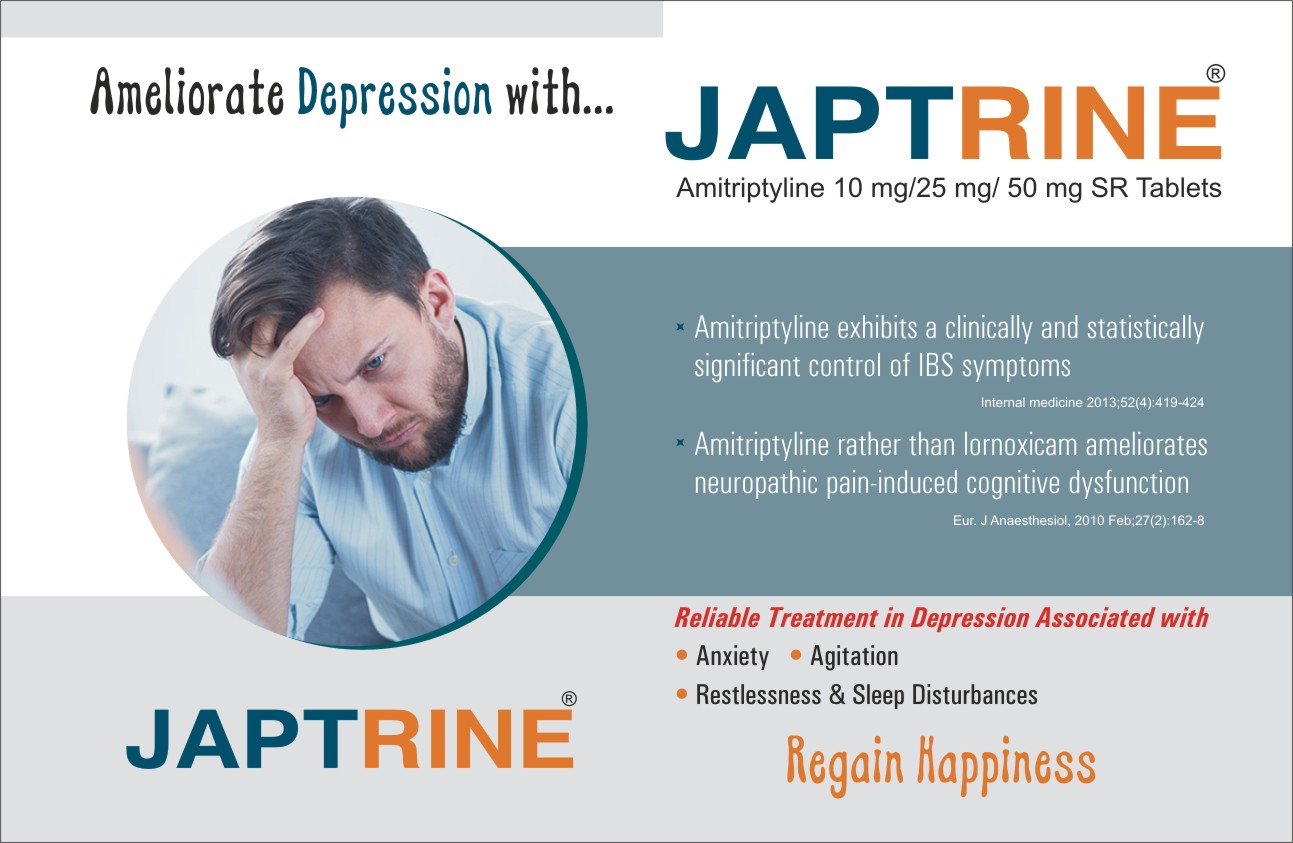 Ameliorate Depression with...
JAPTRINE®
Amitriptyline 10 mg/25 mg/ 50 mg SR Tablets
Amitriptyline exhibits a clinically and statistically
significant control of IBS symptoms
Internal medicine 2013;52(4):419-424
Amitriptyline rather than lornoxicam ameliorates
neuropathic pain-induced cognitive dysfunction
Eur. J Anaesthesiol, 2010 Feb;27(2):162-8
Reliable Treatment in Depression Associated with
• Anxiety • Agitation
• Restlessness & Sleep Disturbances
JAPTRINE®
Regain Happiness